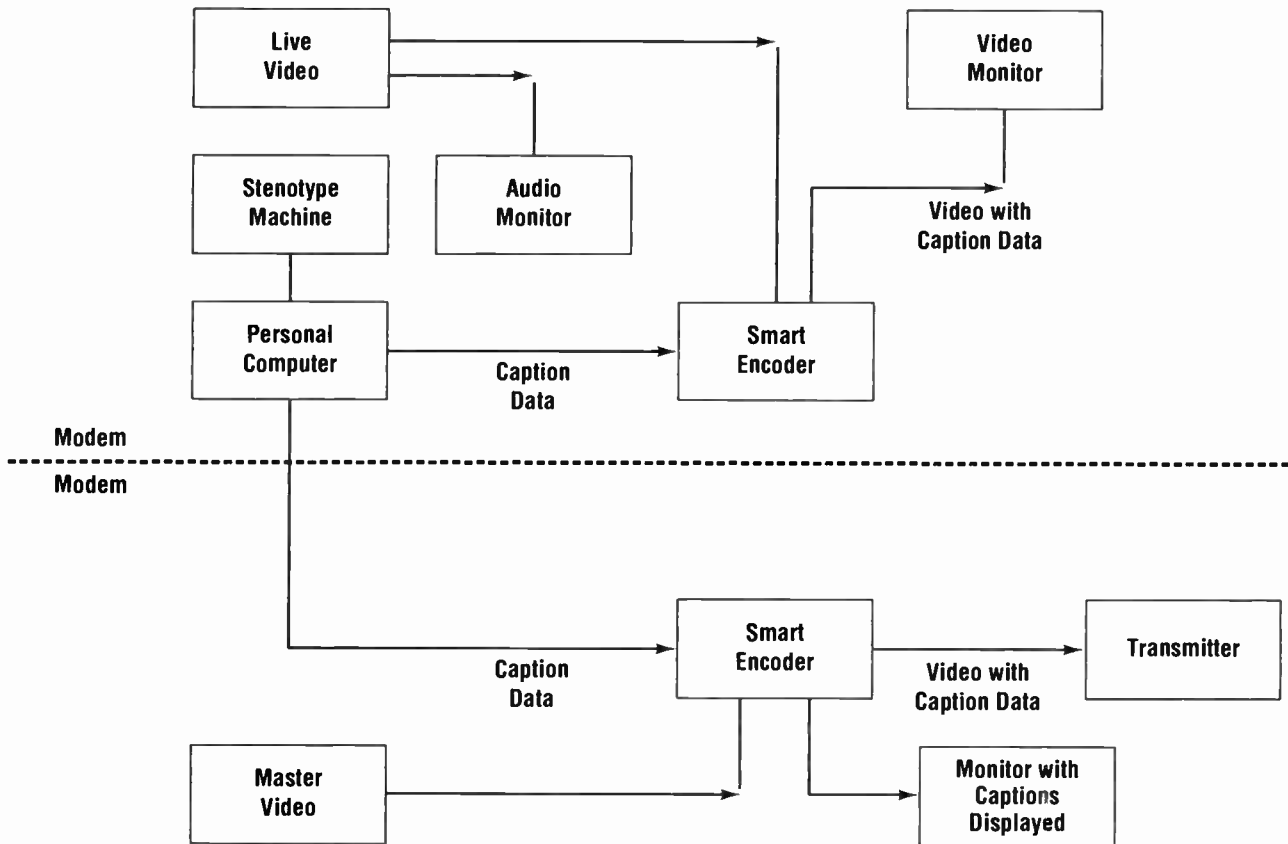 Live
Video
Video
Monitor
Stenotype
Machine
Audio
Monitor
Video with
Caption Data
Personal
Computer
Caption
Data
Smart
Encoder
Modem
Modem
Caption
Data
Smart
Encoder
Video with
Caption Data
Transmitter
Master
Video
Monitor with
Captions
Displayed